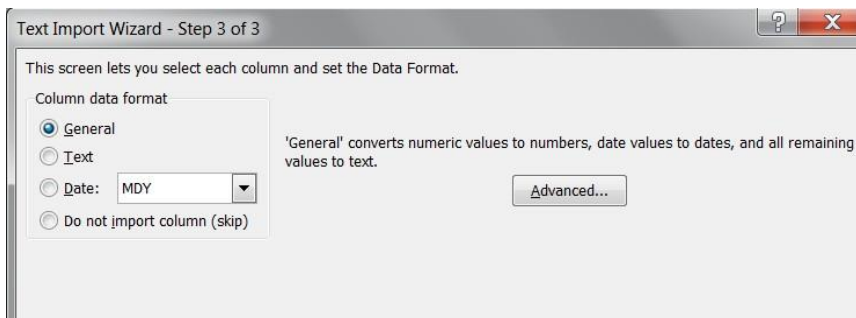 Text Import Wizard - Step 3 of 3
This screen lets you select each column and set the Data Format.
Column data format
General
Text
Date: MDY
Do not import column (skip)
'General' converts numeric values to numbers, date values to dates, and all remaining
values to text.
Advanced...